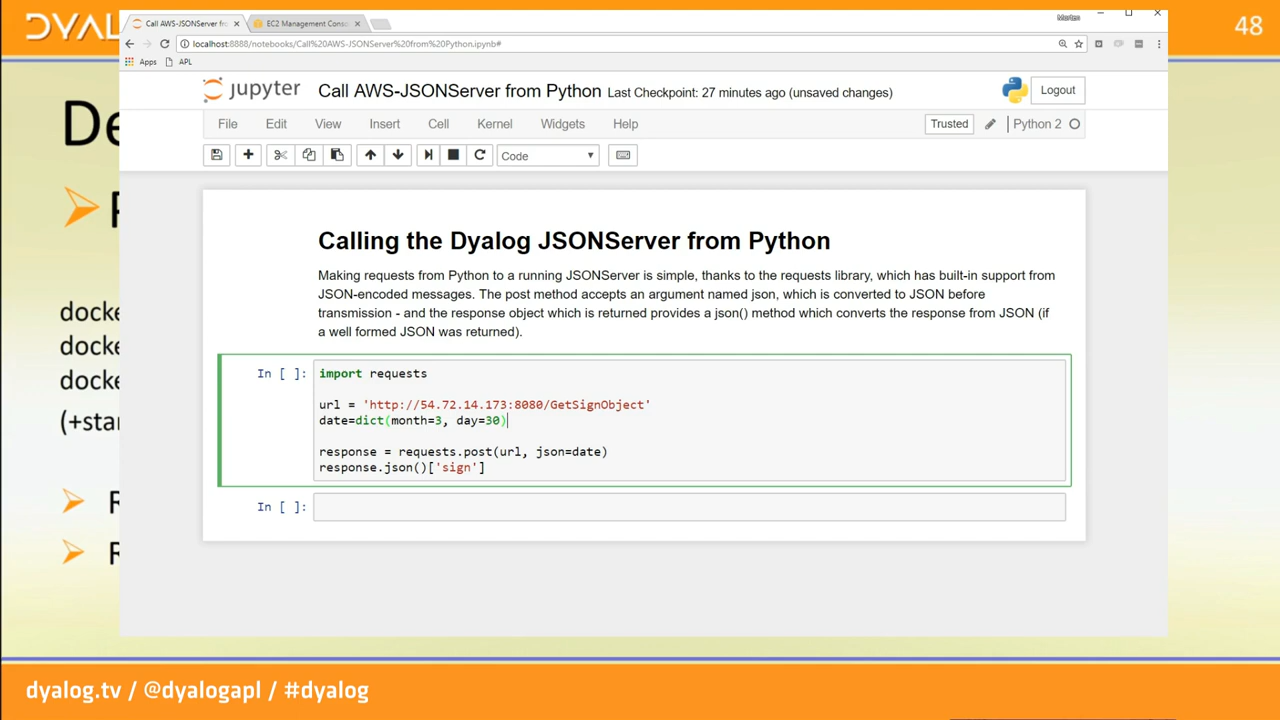 DYAL
48
Call AWS-JSONServer fr
EC2 Management Conso
Morten
localhost:8888/notebooks/Call%20AWS-JSONServer%20from%20Python.ipynb#
Apps
APL
De
jupyter
Call AWS-JSONServer from Python Last Checkpoint: 27 minutes ago (unsaved changes)
Logout
File Edit View Insert Cell Kernel Widgets Help
Trusted
Python 2
Code
Calling the Dyalog JSONServer from Python
Making requests from Python to a running JSONServer is simple, thanks to the requests library, which has built-in support from
JSON-encoded messages. The post method accepts an argument named json, which is converted to JSON before
transmission - and the response object which is returned provides a json() method which converts the response from JSON (if
a well formed JSON was returned).
In [ ]:
import requests
url = 'http://54.72.14.173:8080/GetSignObject'
date=dict(month=3, day=30)
response = requests.post(url, json=date)
response.json()['sign']
In [ ]:
docke
docke
docke
(+star
R
R
dyalog.tv / @dyalogapl / #dyalog